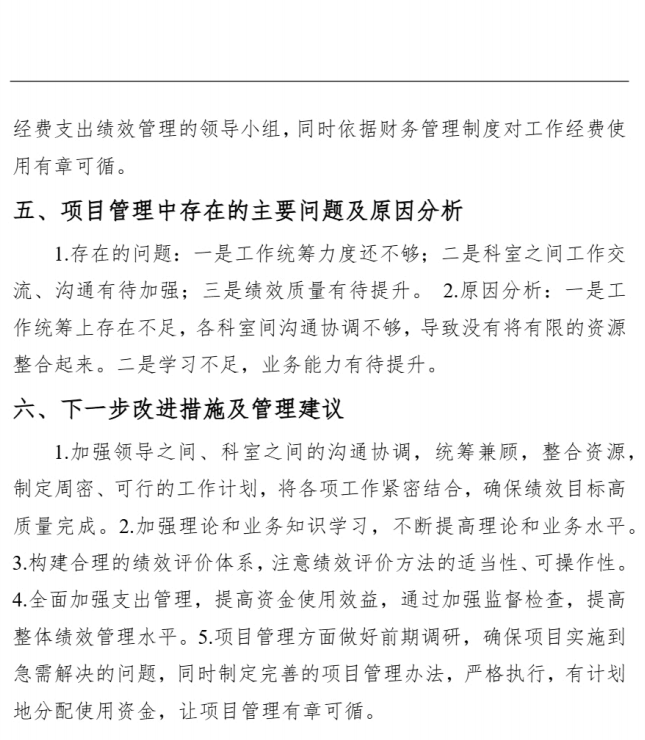 经费支出绩效管理的领导小组，同时依据财务管理制度对工作经费使
用有章可循。
五、项目管理中存在的主要问题及原因分析
1.存在的问题：一是工作统筹力度还不够；二是科室之间工作交
流、沟通有待加强；三是绩效质量有待提升。 2.原因分析：一是工
作统筹上存在不足，各科室间沟通协调不够，导致没有将有限的资源
整合起来。二是学习不足，业务能力有待提升。
六、下一步改进措施及管理建议
1.加强领导之间、科室之间的沟通协调，统筹兼顾，整合资源，
制定周密、可行的工作计划，将各项工作紧密结合，确保绩效目标高
质量完成。2.加强理论和业务知识学习，不断提高理论和业务水平。
3.构建合理的绩效评价体系，注意绩效评价方法的适当性、可操作性。
4.全面加强支出管理，提高资金使用效益，通过加强监督检查，提高
整体绩效管理水平。5.项目管理方面做好前期调研，确保项目实施到
急需解决的问题，同时制定完善的项目管理办法，严格执行，有计划
地分配使用资金，让项目管理有章可循。